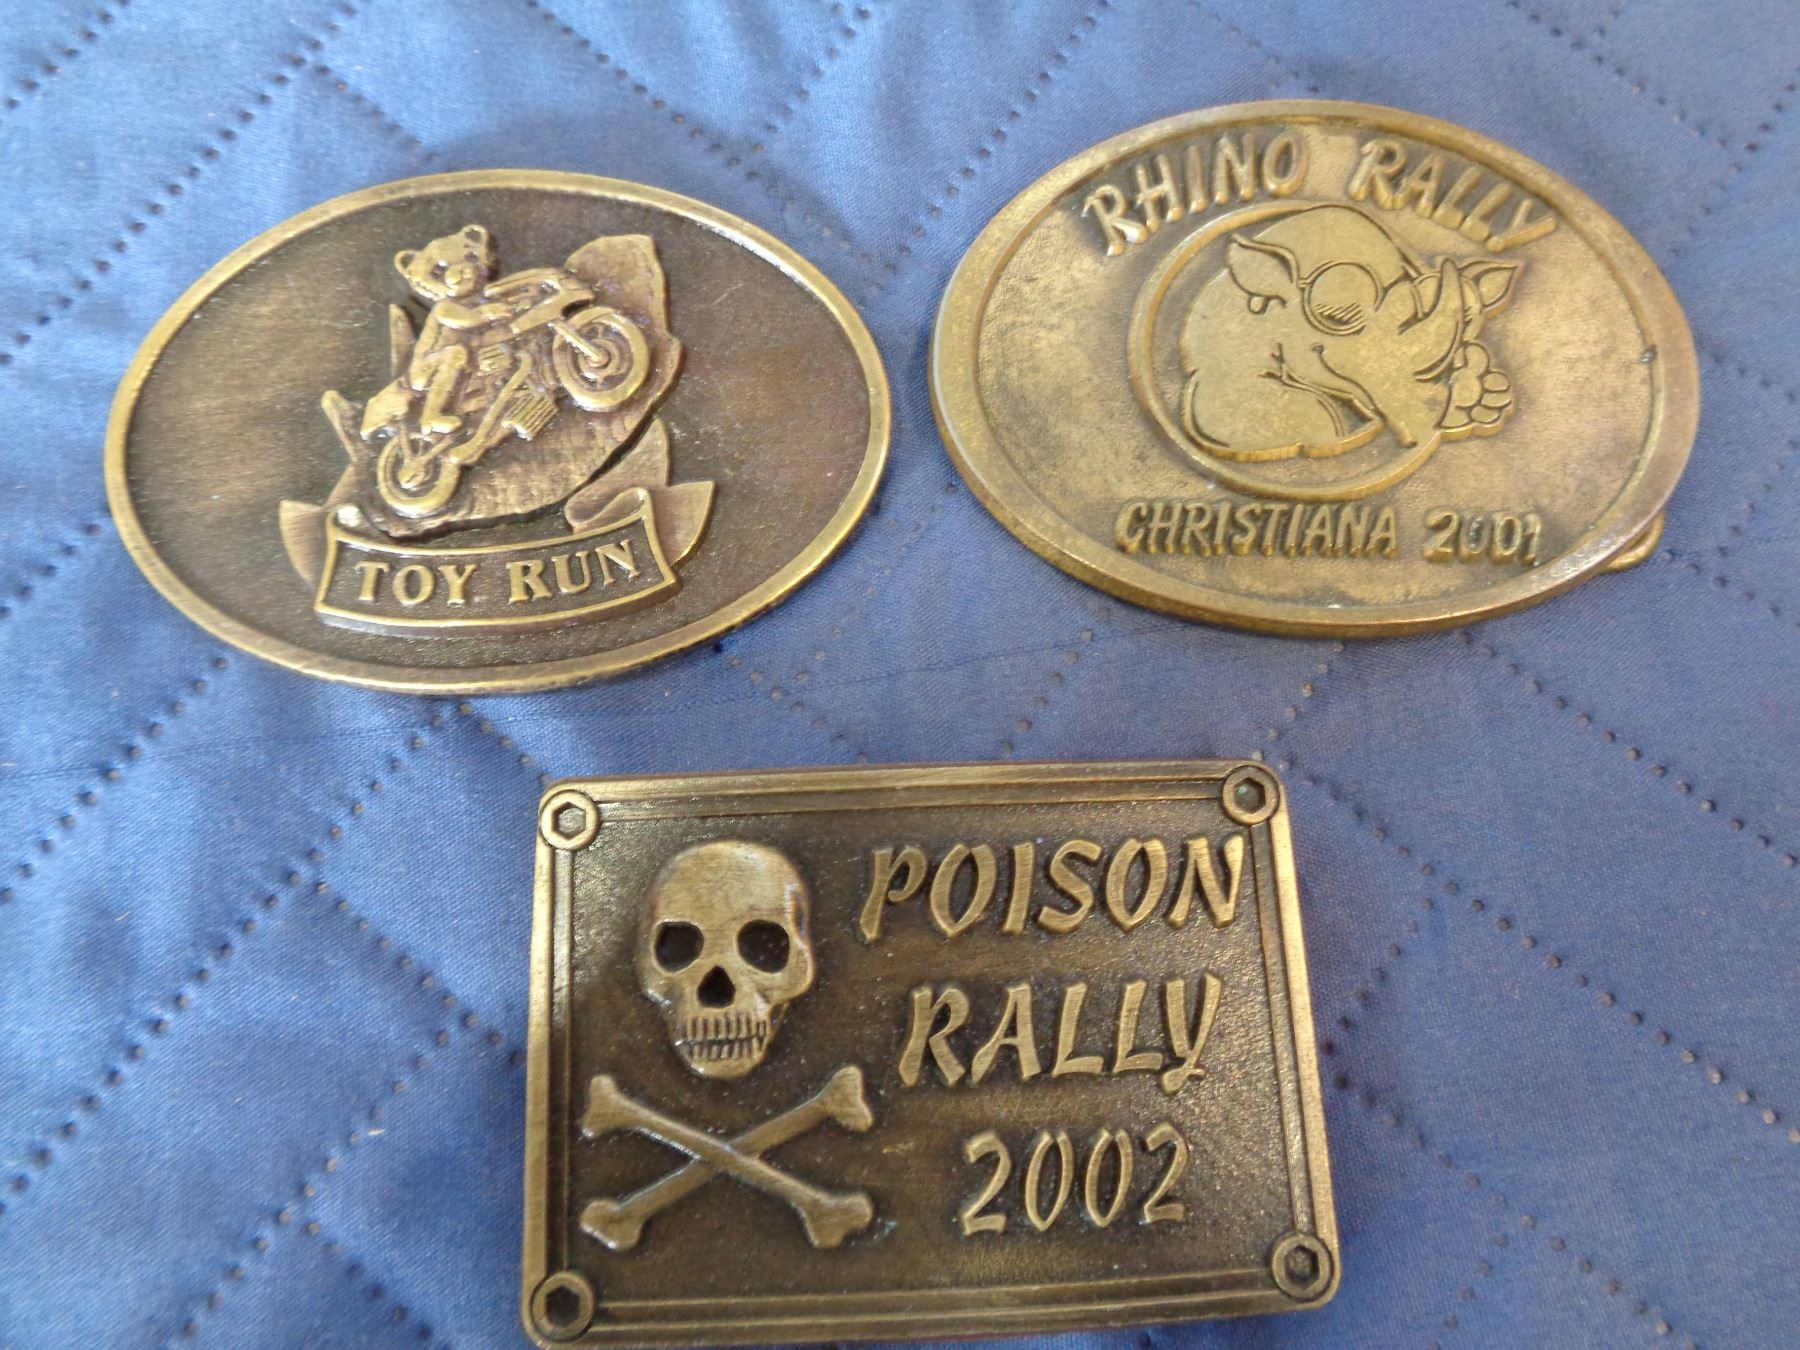 TOY RUN
RHINO RALLY
CHRISTIANA 2001
POISON
RALLY
2002